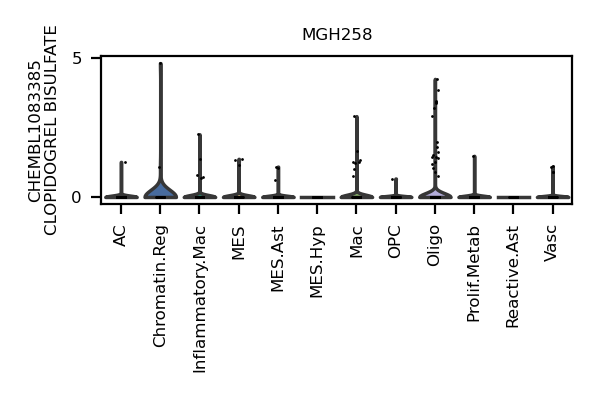 MGH258
CHEMBL1083385
CLOPIDOGREL BISULFATE
5
0
AC
Chromatin.Reg
Inflammatory.Mac
MES
MES.Ast
MES.Hyp
Mac
OPC
Oligo
Prolif.Metab
Reactive.Ast
Vasc